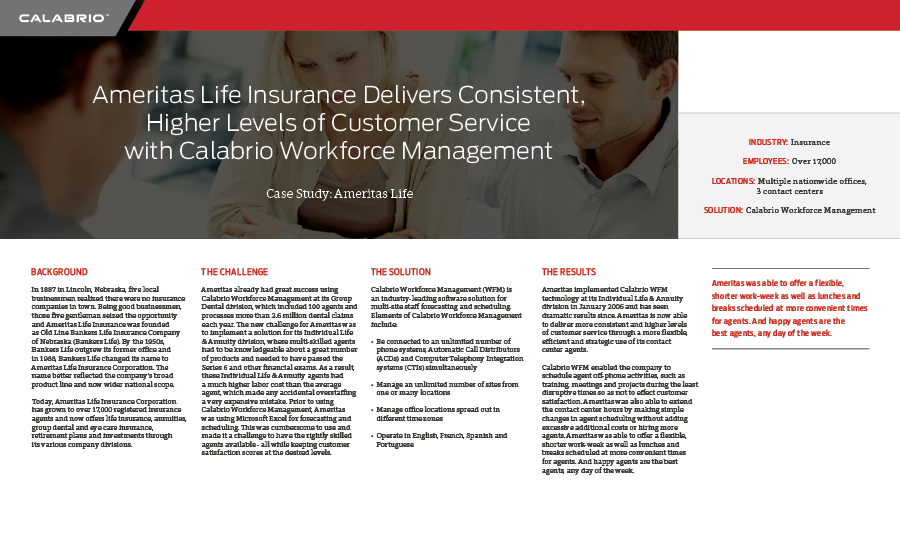 CALABRIO™
Ameritas Life Insurance Delivers Consistent,
Higher Levels of Customer Service
with Calabrio Workforce Management
Case Study: Ameritas Life
INDUSTRY: Insurance
EMPLOYEES: Over 17,000
LOCATIONS: Multiple nationwide offices,
3 contact centers
SOLUTION: Calabrio Workforce Management
BACKGROUND
In 1887 in Lincoln, Nebraska, five local
businessmen realized there were no insurance
companies in town. Being good businessmen,
those five gentleman seized the opportunity
and Ameritas Life Insurance was founded
as Old Line Bankers Life Insurance Company
of Nebraska (Bankers Life). By the 1950s,
Bankers Life outgrew its former office and
in 1988, Bankers Life changed its name to
Ameritas Life Insurance Corporation. The
name better reflected the company's broad
product line and now wider national scope.
Today, Ameritas Life Insurance Corporation
has grown to over 17,000 registered insurance
agents and now offers life insurance, annuities,
group dental and eye care insurance,
retirement plans and investments through
its various company divisions.
THE CHALLENGE
Ameritas already had great success using
Calabrio Workforce Management at its Group
Dental division, which included 100 agents and
processes more than 2.6 million dental claims
each year. The new challenge for Ameritas was
to implement a solution for its Individual Life
& Annuity division, where multi-skilled agents
had to be knowledgeable about a great number
of products and needed to have passed the
Series 6 and other financial exams. As a result,
these Individual Life & Annuity agents had
a much higher labor cost than the average
agent, which made any accidental overstaffing
a very expensive mistake. Prior to using
Calabrio Workforce Management, Ameritas
was using Microsoft Excel for forecasting and
scheduling. This was cumbersome to use and
made it a challenge to have the rightly skilled
agents available - all while keeping customer
satisfaction scores at the desired levels.
THE SOLUTION
Calabrio Workforce Management (WFM) is
an industry-leading software solution for
multi-site staff forecasting and scheduling.
Elements of Calabrio Workforce Management
include:
• Be connected to an unlimited number of
phone systems, Automatic Call Distributors
(ACDs) and Computer Telephony Integration
systems (CTIs) simultaneously
• Manage an unlimited number of sites from
one or many locations
• Manage office locations spread out in
different time zones
• Operate in English, French, Spanish and
Portuguese
THE RESULTS
Ameritas implemented Calabrio WFM
technology at its Individual Life & Annuity
division in January 2006 and has seen
dramatic results since. Ameritas is now able
to deliver more consistent and higher levels
of customer service through a more flexible,
efficient and strategic use of its contact
center agents.
Calabrio WFM enabled the company to
schedule agent off phone activities, such as
training, meetings and projects during the least
disruptive times so as not to effect customer
satisfaction. Ameritas was also able to extend
the contact center hours by making simple
changes in agent scheduling without adding
excessive additional costs or hiring more
agents. Ameritas was able to offer a flexible,
shorter work-week as well as lunches and
breaks scheduled at more convenient times
for agents. And happy agents are the best
agents, any day of the week.
Ameritas was able to offer a flexible,
shorter work-week as well as lunches and
breaks scheduled at more convenient times
for agents. And happy agents are the
best agents, any day of the week.